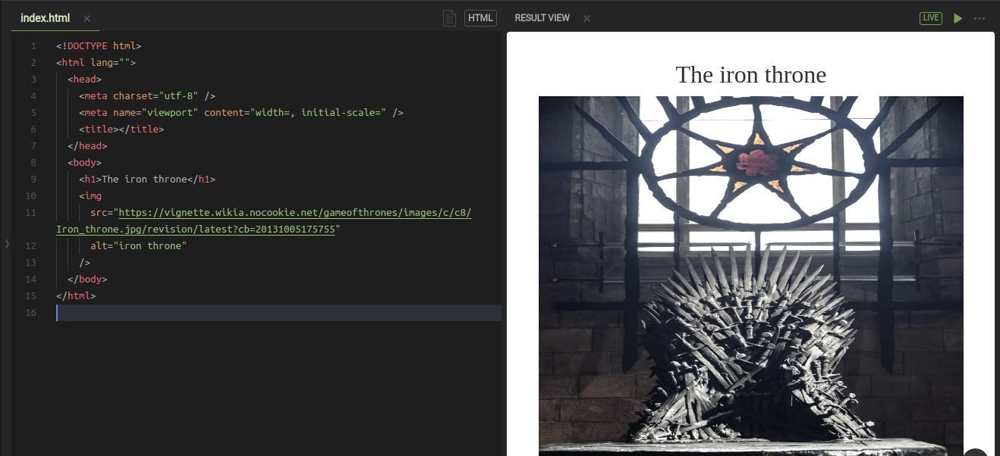 index.html
HTML
RESULT VIEW
LIVE
1 <!DOCTYPE html>
2 <html lang="">
3 <head>
4 <meta charset="utf-8" />
5 <meta name="viewport" content="width=, initial-scale=" />
6 <title></title>
7 </head>
8 <body>
9 <h1>The iron throne</h1>
10 <img
11 src="https://vignette.wikia.nocookie.net/gameofthrones/images/c/c8/
Iron_throne.jpg/revision/latest?cb=20131005175755"
12 alt="iron throne"
13 />
14 </body>
15 </html>
16
The iron throne